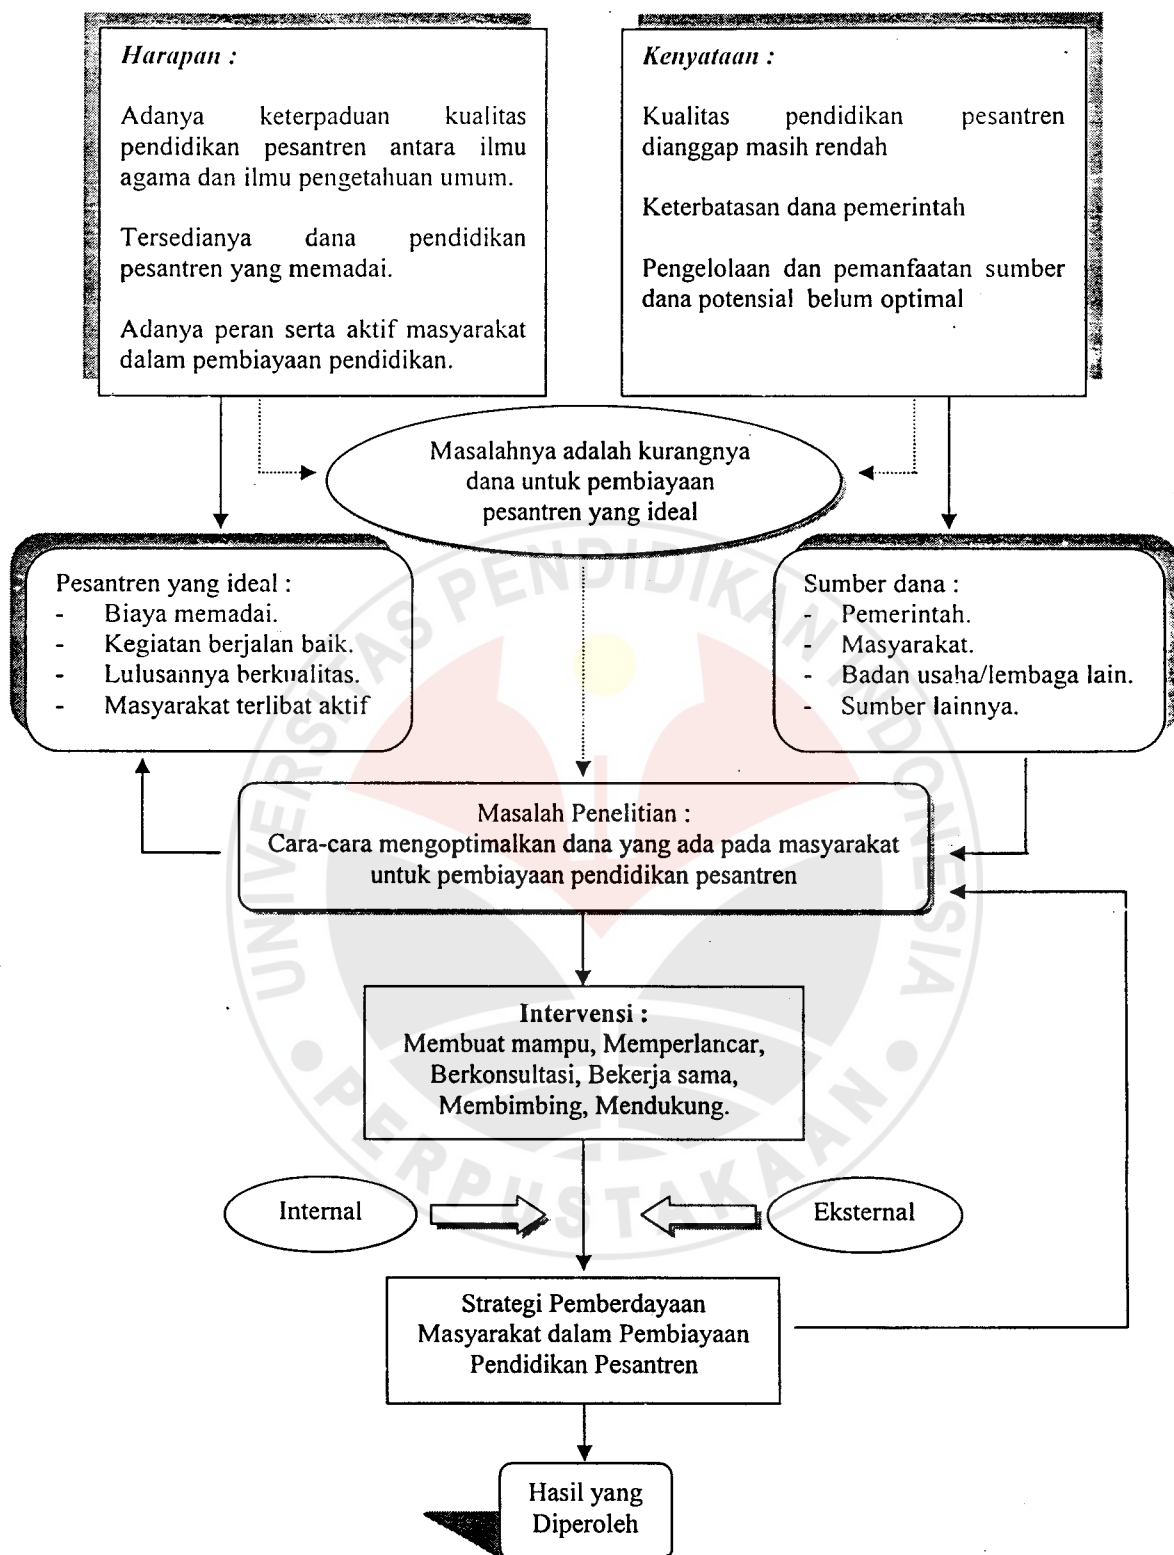 Harapan :
Adanya keterpaduan kualitas
pendidikan pesantren antara ilmu
agama dan ilmu pengetahuan umum.
Tersedianya dana pendidikan
pesantren yang memadai.
Adanya peran serta aktif masyarakat
dalam pembiayaan pendidikan.
Kenyataan :
Kualitas pendidikan pesantren
dianggap masih rendah
Keterbatasan dana pemerintah
Pengelolaan dan pemanfaatan sumber
dana potensial belum optimal
Masalahnya adalah kurangnya
dana untuk pembiayaan
pesantren yang ideal
Pesantren yang ideal :
- Biaya memadai.
- Kegiatan berjalan baik.
- Lulusannya berkualitas.
- Masyarakat terlibat aktif
Sumber dana :
- Pemerintah.
- Masyarakat.
- Badan usaha/lembaga lain.
- Sumber lainnya.
Masalah Penelitian :
Cara-cara mengoptimalkan dana yang ada pada masyarakat
untuk pembiayaan pendidikan pesantren
Intervensi :
Membuat mampu, Memperlancar,
Berkonsultasi, Bekerja sama,
Membimbing, Mendukung.
Internal
Eksternal
Strategi Pemberdayaan
Masyarakat dalam Pembiayaan
Pendidikan Pesantren
Hasil yang
Diperoleh
UNIVERSITAS PENDIDIKAN INDONESIA
PERPUSTAKAAN